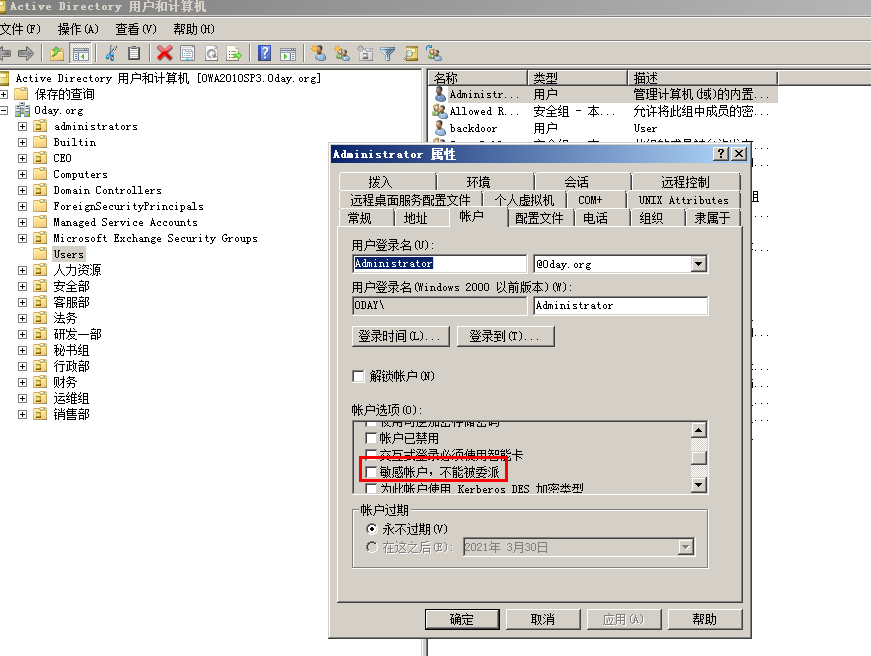 Active Directory 用户和计算机
文件(F) 操作(A) 查看(V) 帮助(H)
Active Directory 用户和计算机 [OWA2010SP3.0day.org]
保存的查询
0day.org
administrators
Builtin
CEO
Computers
Domain Controllers
ForeignSecurityPrincipals
Managed Service Accounts
Microsoft Exchange Security Groups
Users
人力资源
安全部
客服部
法务
研发一部
秘书组
行政部
财务
运维组
销售部
名称 类型 描述
Administr... 用户 管理计算机(域)的内置...
Allowed R... 安全组 - 本... 允许将此组中成员的密...
backdoor 用户 User
Administrator 属性
拨入 环境 会话 远程控制
远程桌面服务配置文件 个人虚拟机 COM+ UNIX Attributes
常规 地址 帐户 配置文件 电话 组织 隶属于
用户登录名(U):
Administrator @0day.org
用户登录名(Windows 2000 以前版本)(W):
0DAY\ Administrator
登录时间(L)... 登录到(T)...
解锁帐户(N)
帐户选项(O):
使用可逆加密存储密码
帐户已禁用
交互式登录必须使用智能卡
敏感帐户，不能被委派
为此帐户使用 Kerberos DES 加密类型
帐户过期
永不过期(V)
在这之后(E): 2021年 3月30日
确定 取消 应用(A) 帮助